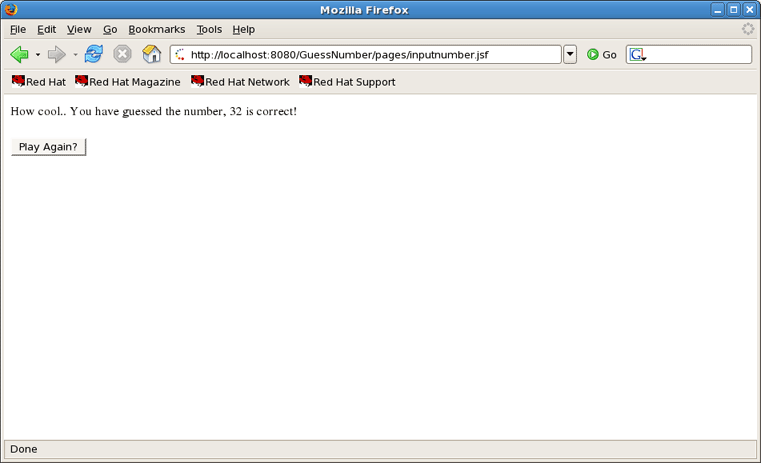 Mozilla Firefox
File Edit View Go Bookmarks Tools Help
http://localhost:8080/GuessNumber/pages/inputnumber.jsf Go G
Red Hat Red Hat Magazine Red Hat Network Red Hat Support
How cool.. You have guessed the number, 32 is correct!
Play Again?
Done